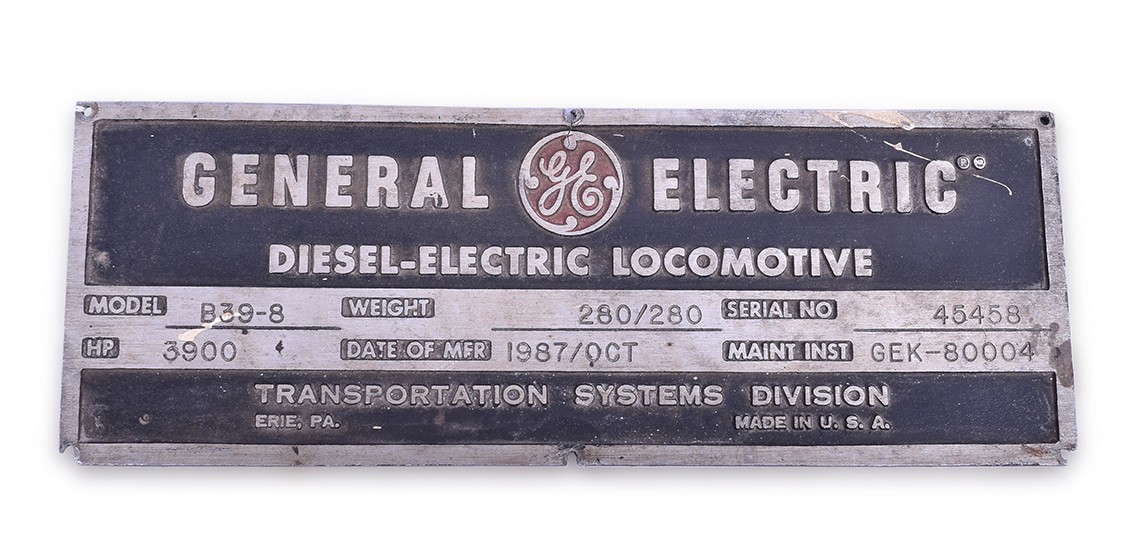 GENERAL GE ELECTRIC ®
DIESEL-ELECTRIC LOCOMOTIVE
MODEL B39-8 WEIGHT 280/280 SERIAL NO 45458
HP 3900 DATE OF MFR 1987/OCT MAINT INST GEK-80004
TRANSPORTATION SYSTEMS DIVISION
ERIE, PA. MADE IN U. S. A.